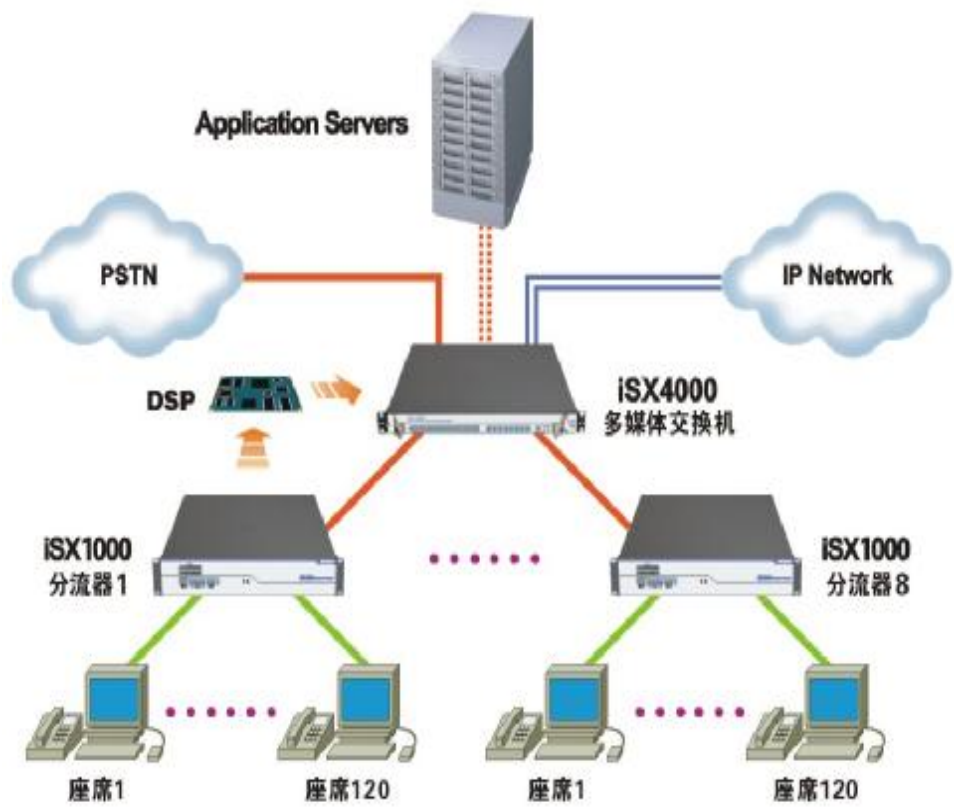 Application Servers
PSTN
IP Network
DSP
iSX4000
多媒体交换机
iSX1000
分流器1
iSX1000
分流器8
座席1
座席120
座席1
座席120